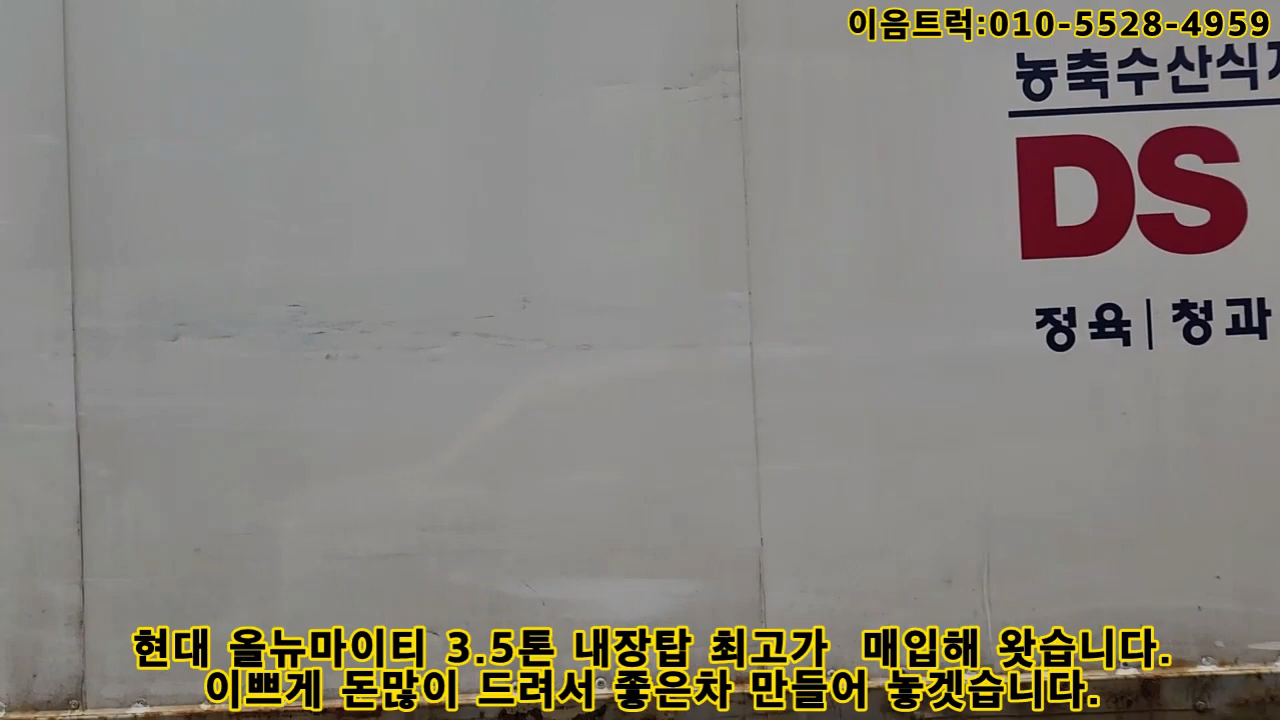 이음트럭:010-5528-4959
농축수산식
DS
정육|청과
현대 올뉴마이티 3.5톤 내장탑 최고가 매입해 왓습니다.
이쁘게 돈많이 드려서 좋은차 만들어 놓겟습니다.